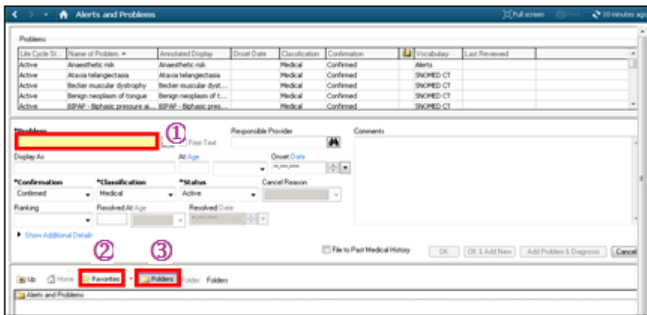 Alerts and Problems
Full screen
Print
10 minutes ago
Problems
Life Cycle St... Name of Problem Annotated Display Onset Date Classification Confirmation Vocabulary Last Reviewed
Active Anaesthetic risk Anaesthetic risk Medical Confirmed Alerts
Active Ataxia telangiectasia Ataxia telangiectasia Medical Confirmed SNOMED CT
Active Becker muscular dystrophy Becker muscular dyst... Medical Confirmed SNOMED CT
Active Benign neoplasm of tongue Benign neoplasm of t... Medical Confirmed SNOMED CT
Active BIPAP - Biphasic pressure ai... BIPAP - Biphasic pres... Medical Confirmed SNOMED CT
*Problem ① Free Text Responsible Provider Comments
Display As At Age Onset Date
**/***/****
*Confirmation *Classification *Status Cancel Reason
Confirmed Medical Active
Ranking Resolved At Age Resolved Date
**/***/****
Show Additional Details
② ③
File to Past Medical History OK OK & Add New Add Problem & Diagnosis Cancel
Up Home Favorites Folders Folder: Folders
Alerts and Problems